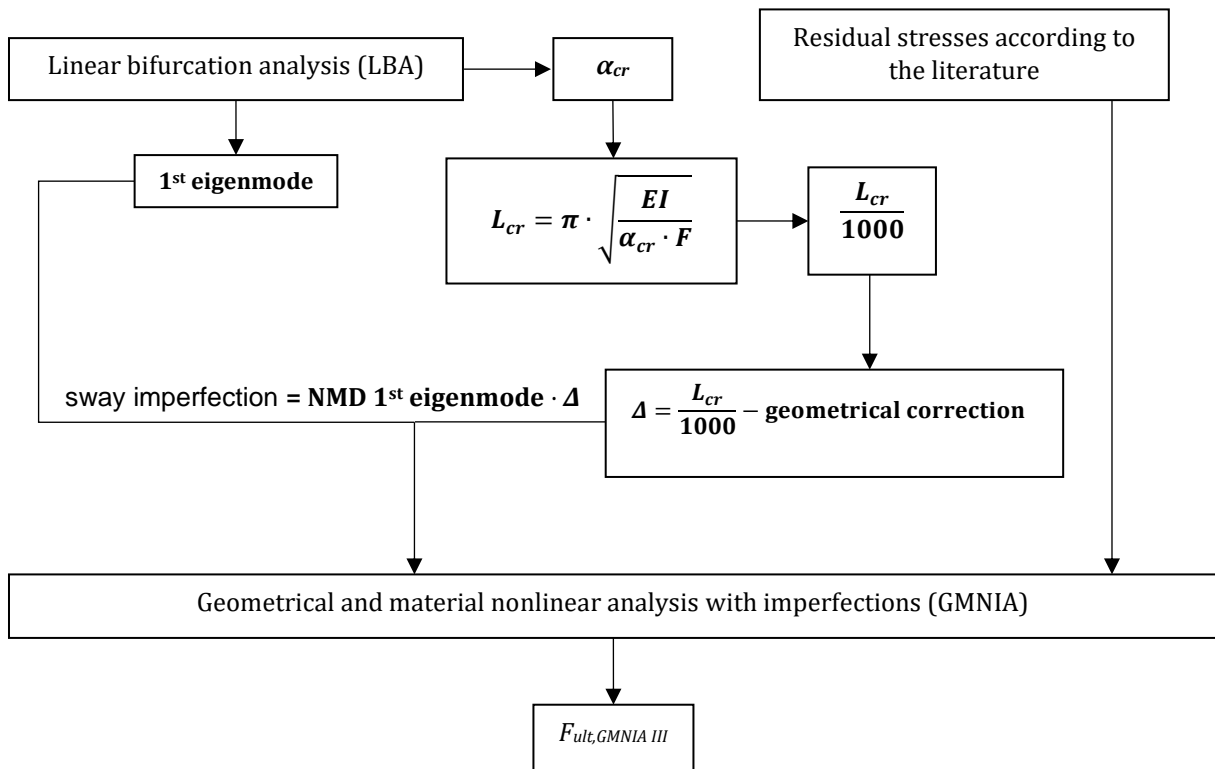 Linear bifurcation analysis (LBA)
α_cr
Residual stresses according to
the literature
1st eigenmode
L_cr = π · √(EI / (α_cr · F))
L_cr / 1000
sway imperfection = NMD 1st eigenmode · Δ
Δ = L_cr / 1000 − geometrical correction
Geometrical and material nonlinear analysis with imperfections (GMNIA)
F_ult,GMNIA III